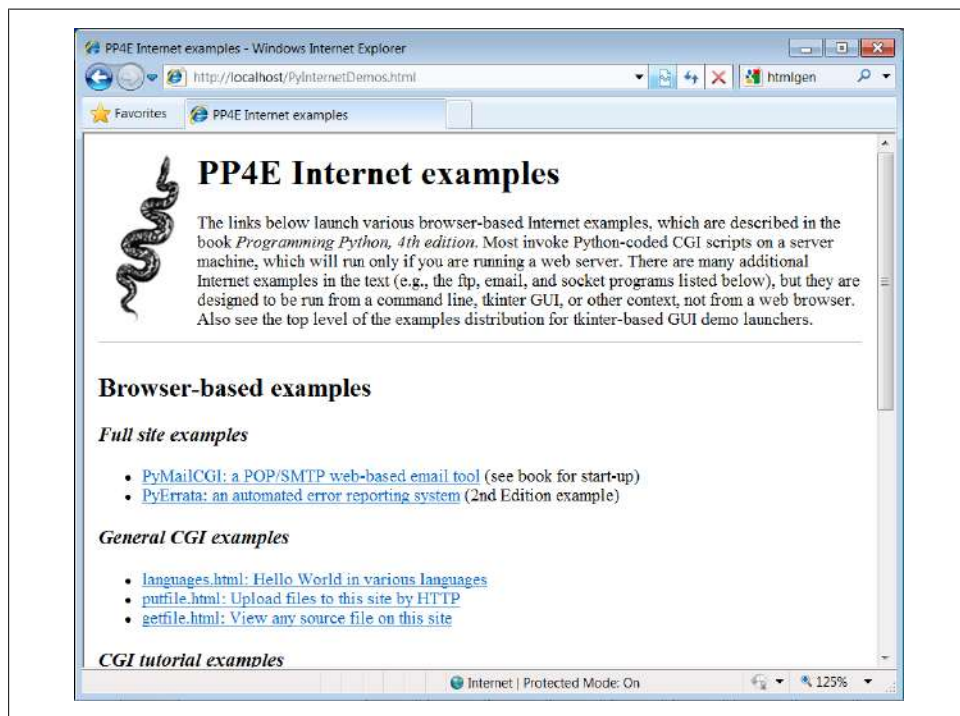 PP4E Internet examples - Windows Internet Explorer
http://localhost/PyInternetDemos.html
htmlgen
Favorites
PP4E Internet examples
PP4E Internet examples
The links below launch various browser-based Internet examples, which are described in the
book Programming Python, 4th edition. Most invoke Python-coded CGI scripts on a server
machine, which will run only if you are running a web server. There are many additional
Internet examples in the text (e.g., the ftp, email, and socket programs listed below), but they are
designed to be run from a command line, tkinter GUI, or other context, not from a web browser.
Also see the top level of the examples distribution for tkinter-based GUI demo launchers.
Browser-based examples
Full site examples
• PyMailCGI: a POP/SMTP web-based email tool (see book for start-up)
• PyErrata: an automated error reporting system (2nd Edition example)
General CGI examples
• languages.html: Hello World in various languages
• putfile.html: Upload files to this site by HTTP
• getfile.html: View any source file on this site
CGI tutorial examples
Internet | Protected Mode: On
125%